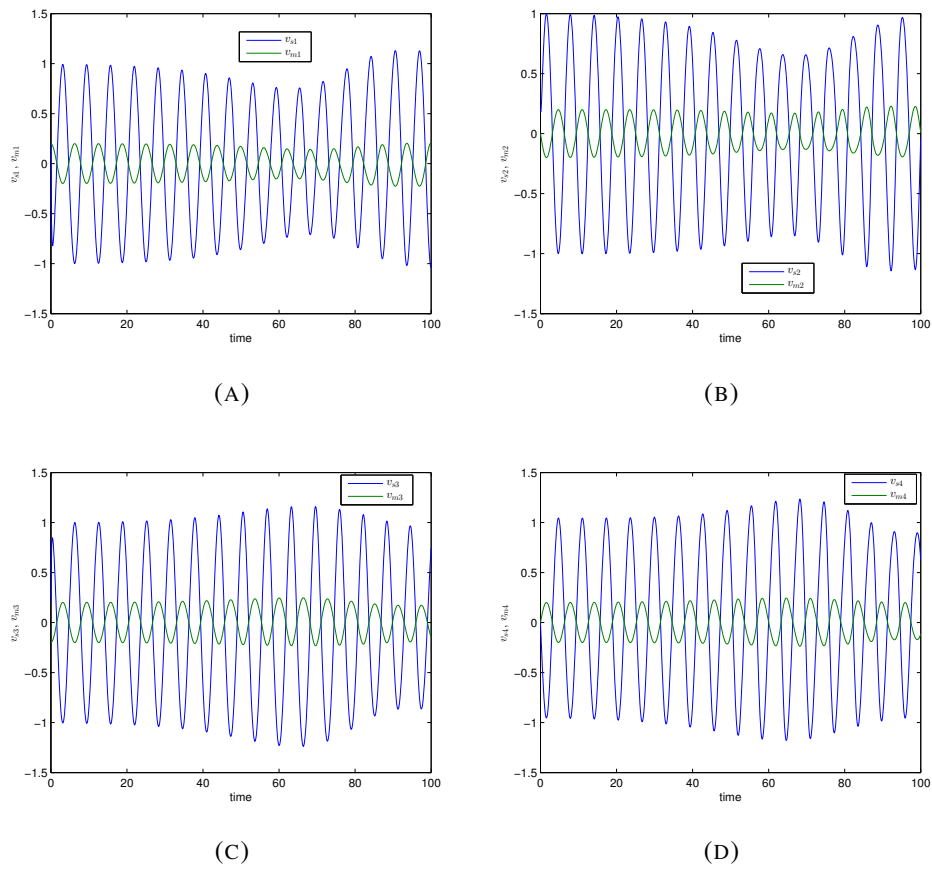 v_{s1}
v_{m1}
v_{s1}, v_{m1}
1.5
1
0.5
0
−0.5
−1
−1.5
0 20 40 60 80 100
time
(A)
v_{s2}
v_{m2}
v_{s2}, v_{m2}
1
0.5
0
−0.5
−1
−1.5
0 20 40 60 80 100
time
(B)
v_{s3}
v_{m3}
v_{s3}, v_{m3}
1.5
1
0.5
0
−0.5
−1
−1.5
0 20 40 60 80 100
time
(C)
v_{s4}
v_{m4}
v_{s4}, v_{m4}
1.5
1
0.5
0
−0.5
−1
−1.5
0 20 40 60 80 100
time
(D)